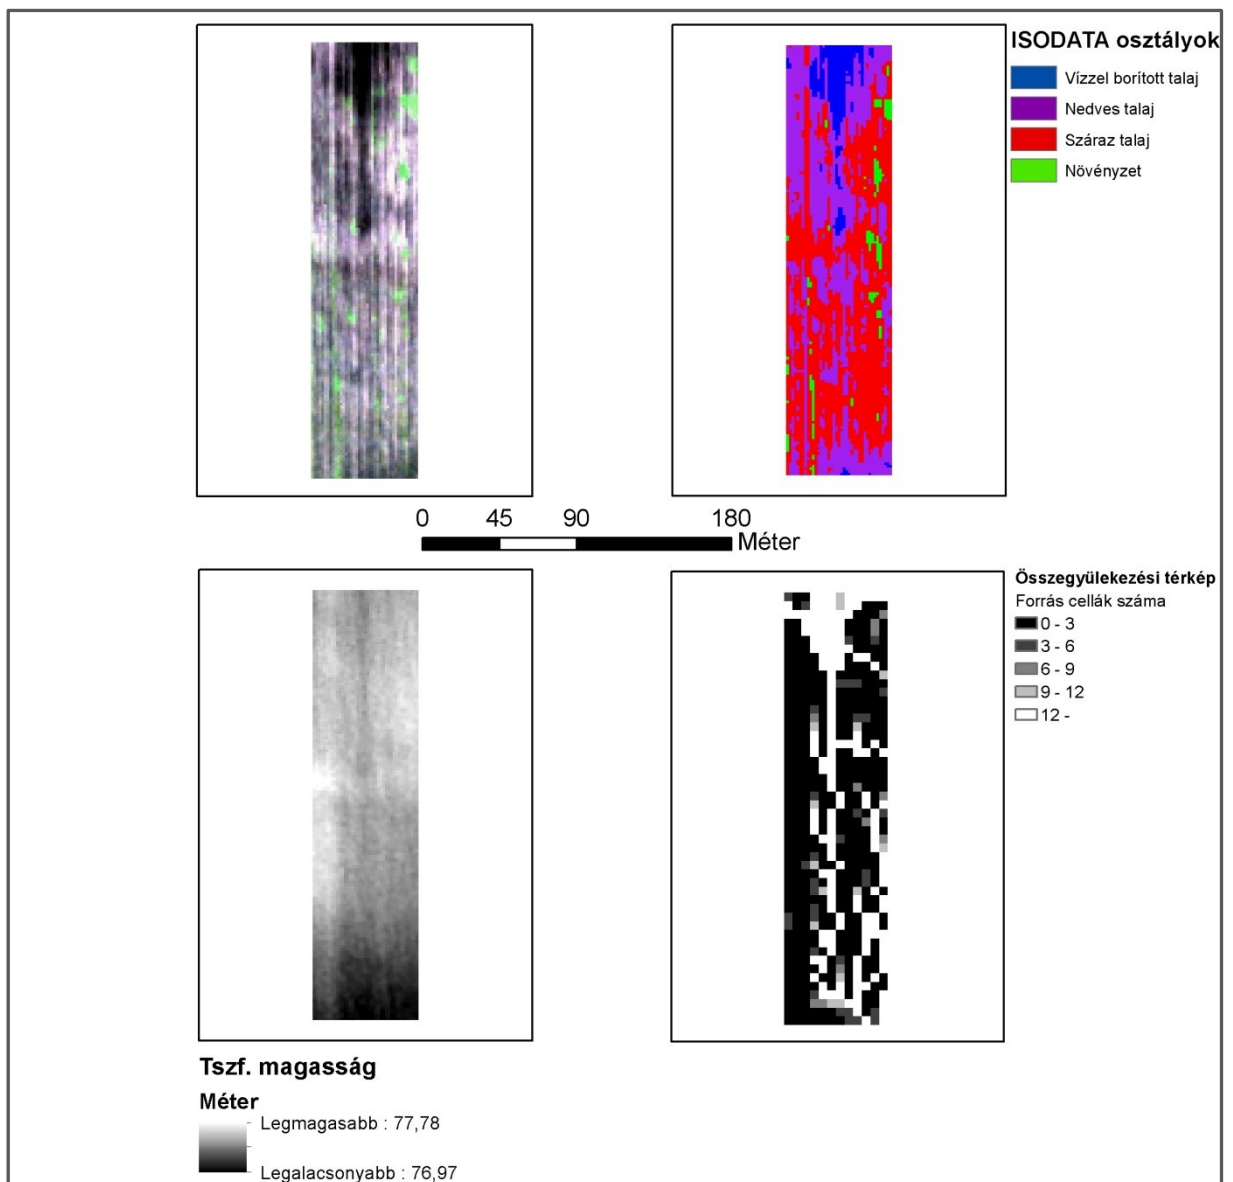 ISODATA osztályok
Vízzel borított talaj
Nedves talaj
Száraz talaj
Növényzet
0 45 90 180
Méter
Összegyülekezési térkép
Forrás cellák száma
0 - 3
3 - 6
6 - 9
9 - 12
12 -
Tszf. magasság
Méter
Legmagasabb : 77,78
Legalacsonyabb : 76,97